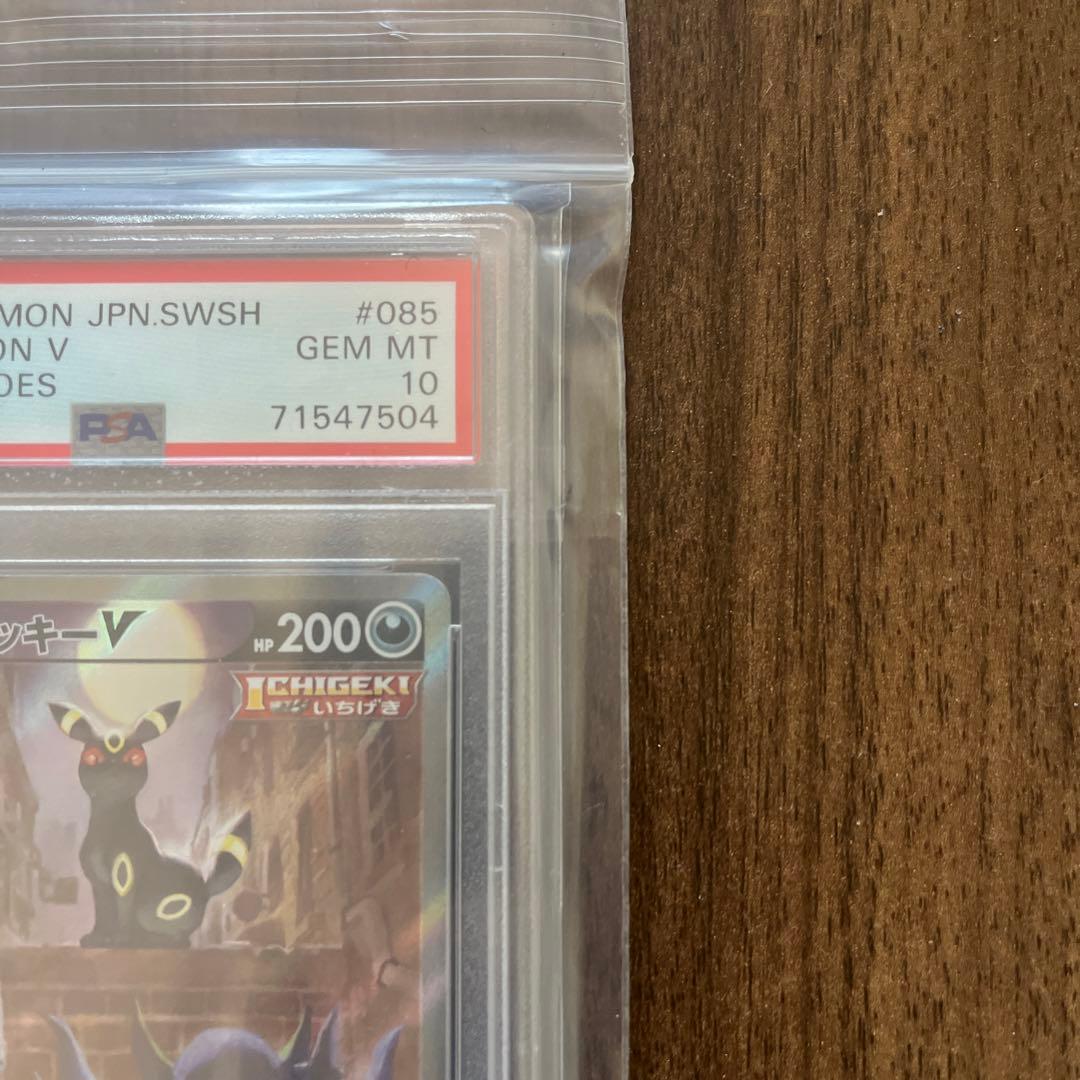 MON JPN.SWSH #085
ON V GEM MT
OES 10
PSA 71547504
ッキーV HP200
ICHIGEKI
いちげき